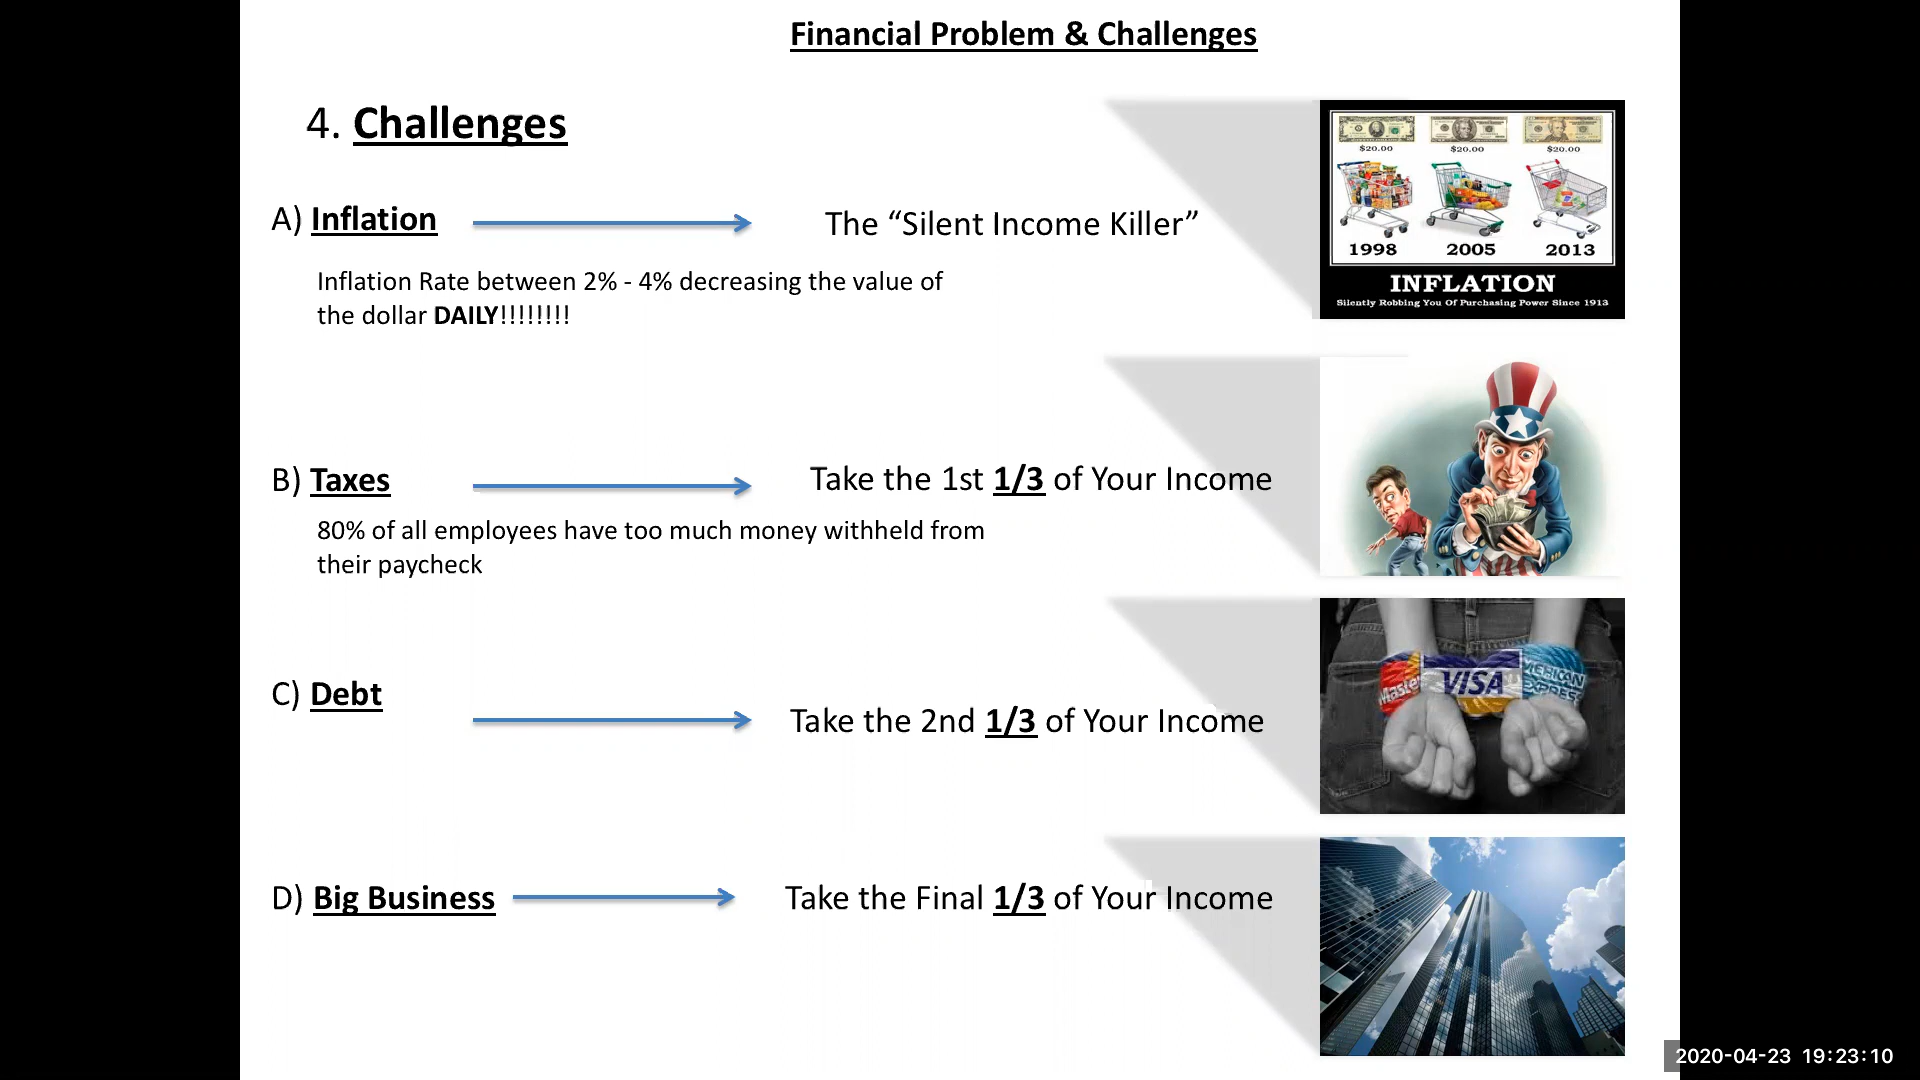 Financial Problem & Challenges
4. Challenges
A) Inflation
The “Silent Income Killer”
Inflation Rate between 2% - 4% decreasing the value of
the dollar DAILY!!!!!!!!
$20.00 $20.00 $20.00
1998 2005 2013
INFLATION
Silently Robbing You Of Purchasing Power Since 1913
B) Taxes
Take the 1st 1/3 of Your Income
80% of all employees have too much money withheld from
their paycheck
C) Debt
Take the 2nd 1/3 of Your Income
Master VISA AMERICAN
EXPRESS
D) Big Business
Take the Final 1/3 of Your Income
2020-04-23 19:23:10